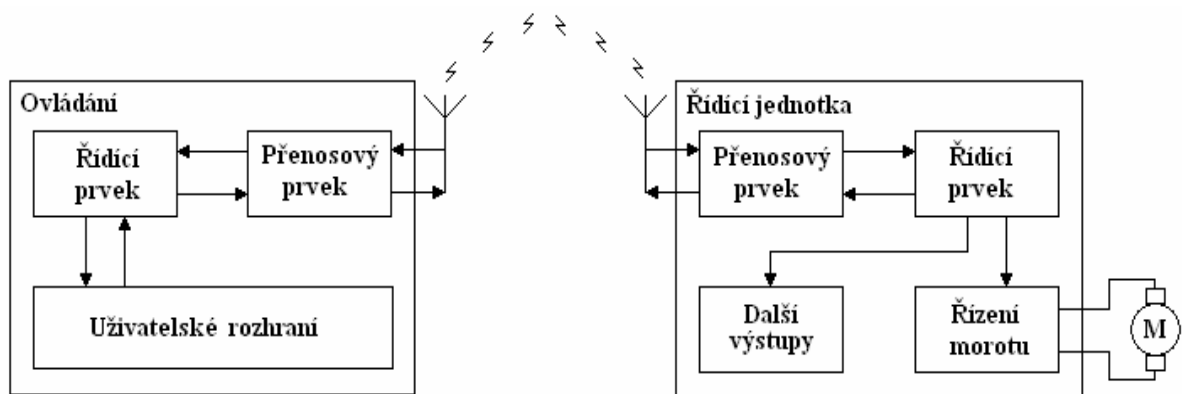 Ovládání
Řídící
prvek
Přenosový
prvek
Uživatelské rozhraní
Řídící jednotka
Přenosový
prvek
Řídící
prvek
Další
výstupy
Řízení
morotu
M